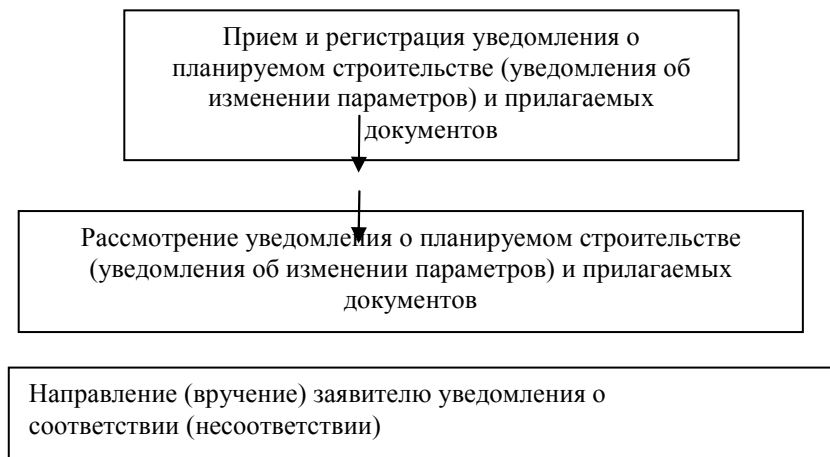 Прием и регистрация уведомления о
планируемом строительстве (уведомления об
изменении параметров) и прилагаемых
документов
Рассмотрение уведомления о планируемом строительстве
(уведомления об изменении параметров) и прилагаемых
документов
Направление (вручение) заявителю уведомления о
соответствии (несоответствии)